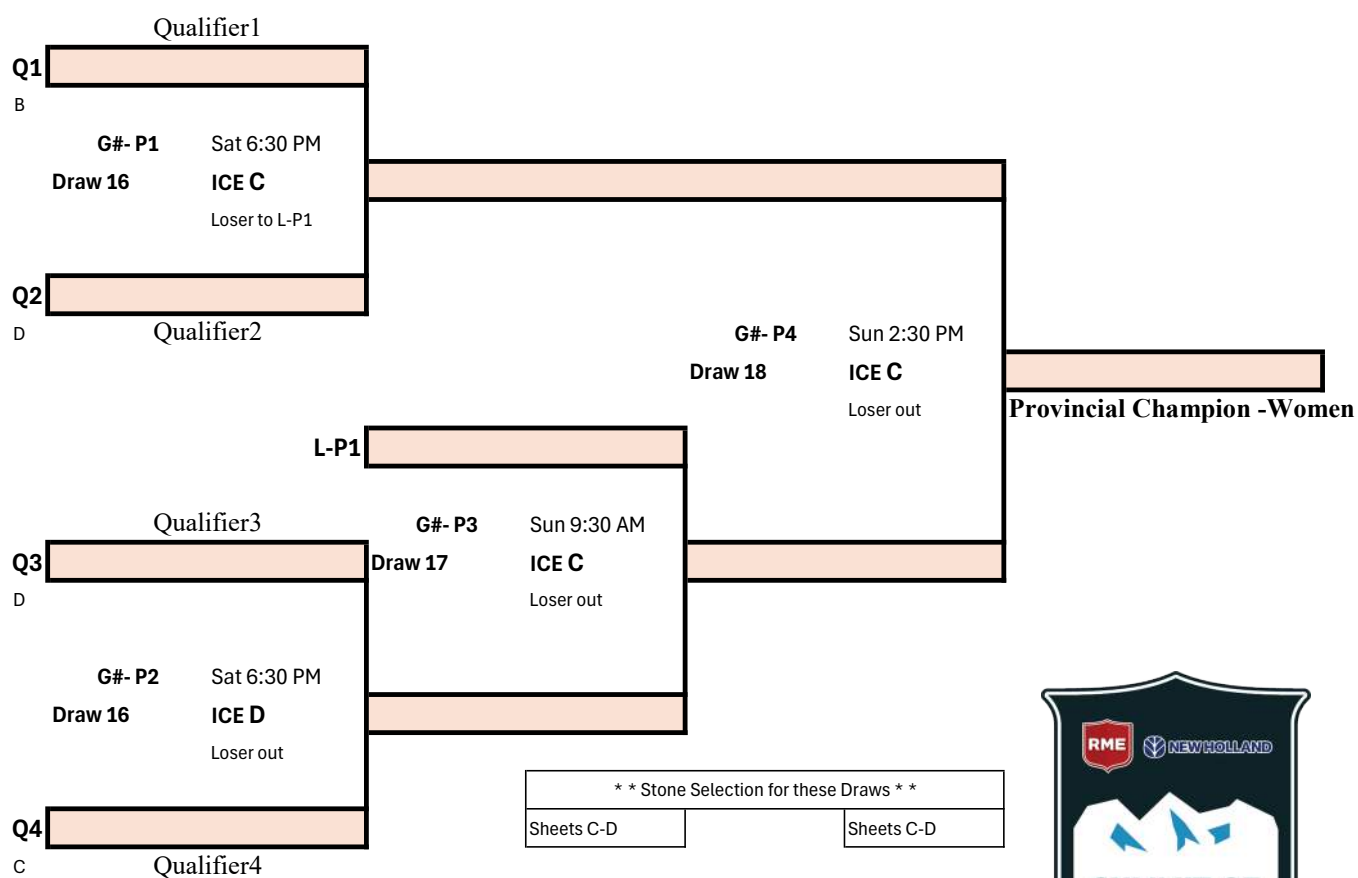 Qualifier1
Q1
B
G#- P1 Sat 6:30 PM
Draw 16 ICE C
Loser to L-P1
Q2
D Qualifier2
G#- P4 Sun 2:30 PM
Draw 18 ICE C
Loser out
Provincial Champion -Women
L-P1
Qualifier3
G#- P3 Sun 9:30 AM
Q3
Draw 17 ICE C
D
Loser out
G#- P2 Sat 6:30 PM
Draw 16 ICE D
Loser out
* * Stone Selection for these Draws * *
Sheets C-D Sheets C-D
Q4
C Qualifier4
RME NEW HOLLAND